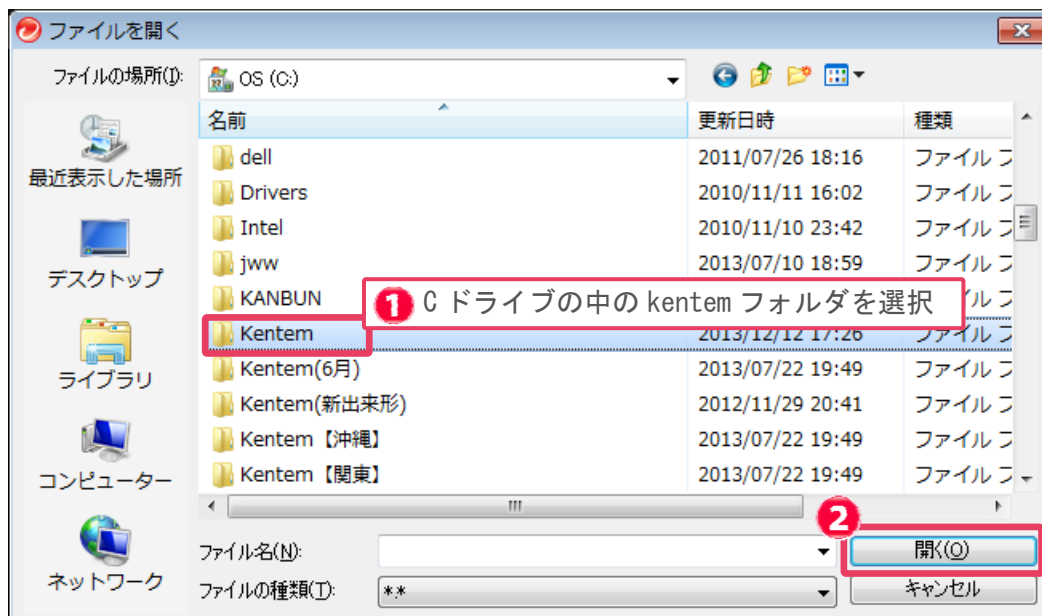 ファイルを開く
ファイルの場所(I): OS (C:)
名前 更新日時 種類
dell 2011/07/26 18:16 ファイル フ
Drivers 2010/11/11 16:02 ファイル フ
Intel 2010/11/10 23:42 ファイル フ
jww 2013/07/10 18:59 ファイル フ
KANBUN
1 C ドライブの中の kentem フォルダを選択
Kentem 2013/12/12 17:26 ファイル フ
Kentem(6月) 2013/07/22 19:49 ファイル フ
Kentem(新出来形) 2012/11/29 20:41 ファイル フ
Kentem【沖縄】 2013/07/22 19:49 ファイル フ
Kentem【関東】 2013/07/22 19:49 ファイル フ
最近表示した場所
デスクトップ
ライブラリ
コンピューター
ネットワーク
2
ファイル名(N): 開く(O)
ファイルの種類(T): *.* キャンセル